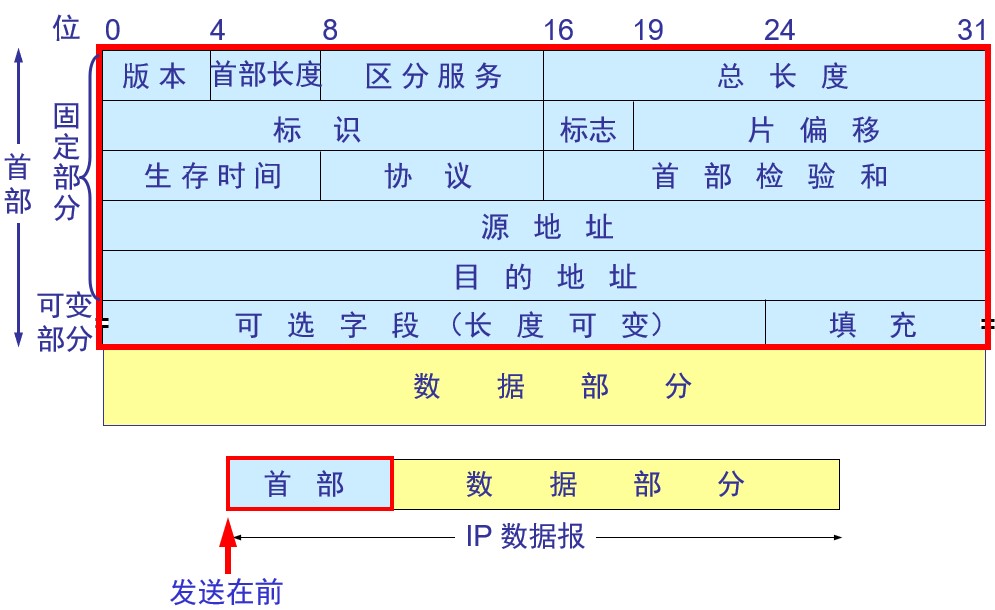 位 0 4 8 16 19 24 31
版本 首部长度 区分服务 总长度
标识 标志 片偏移
生存时间 协议 首部检验和
源地址
目的地址
可选字段（长度可变） 填充
数据部分
首部
固定部分
可变部分
首部 数据部分
IP 数据报
发送在前